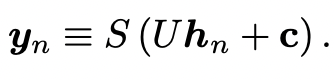 𝒚ₙ ≡ S (U𝒉ₙ + 𝐜) .